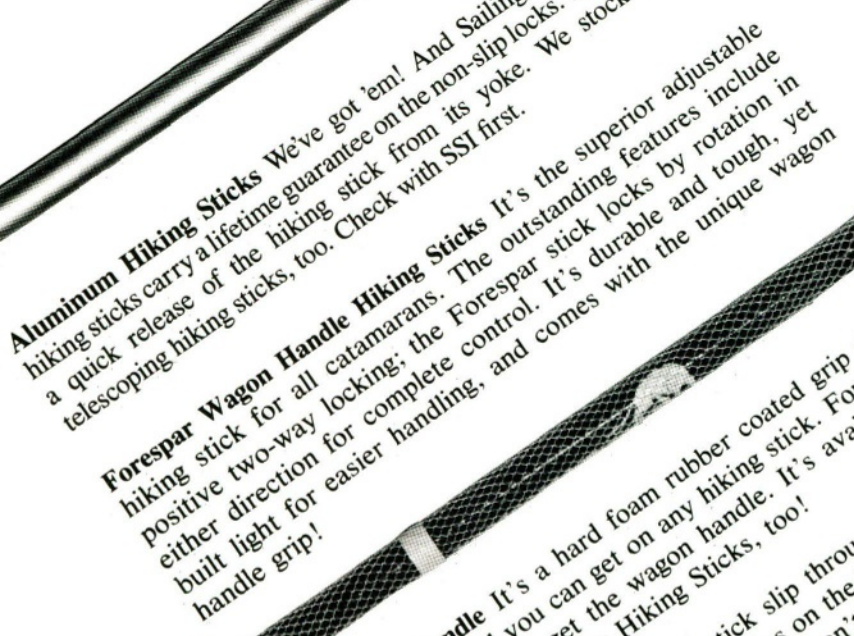 Aluminum Hiking Sticks We've got 'em! And Sailing
hiking sticks carry a lifetime guarantee on the non-slip locks.
a quick release of the hiking stick from its yoke. We stock
telescoping hiking sticks, too. Check with SSI first.
Forespar Wagon Handle Hiking Sticks It's the superior adjustable
hiking stick for all catamarans. The outstanding features include
positive two-way locking; the Forespar stick locks by rotation in
either direction for complete control. It's durable and tough, yet
built light for easier handling, and comes with the unique wagon
handle grip!
It's a hard foam rubber coated grip
you can get on any hiking stick.
the wagon handle. It's
Hiking Sticks, too!
slip
on the